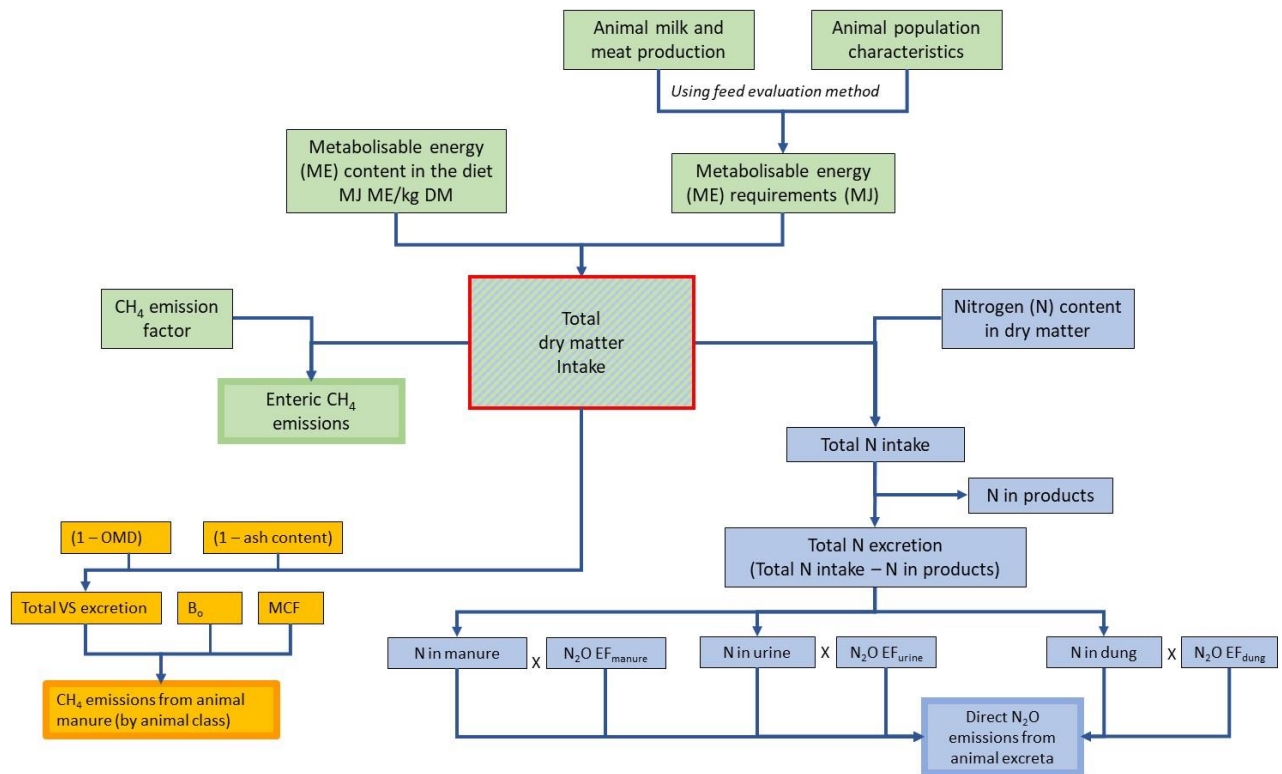 Animal milk and
meat production
Animal population
characteristics
Using feed evaluation method
Metabolisable energy
(ME) content in the diet
MJ ME/kg DM
Metabolisable energy
(ME) requirements (MJ)
CH₄ emission
factor
Total
dry matter
Intake
Nitrogen (N) content
in dry matter
Enteric CH₄
emissions
Total N intake
N in products
(1 – OMD)
(1 – ash content)
Total N excretion
(Total N intake – N in products)
Total VS excretion
Bₒ
MCF
N in manure
X
N₂O EFmanure
N in urine
X
N₂O EFurine
N in dung
X
N₂O EFdung
CH₄ emissions from animal
manure (by animal class)
Direct N₂O
emissions from
animal excreta